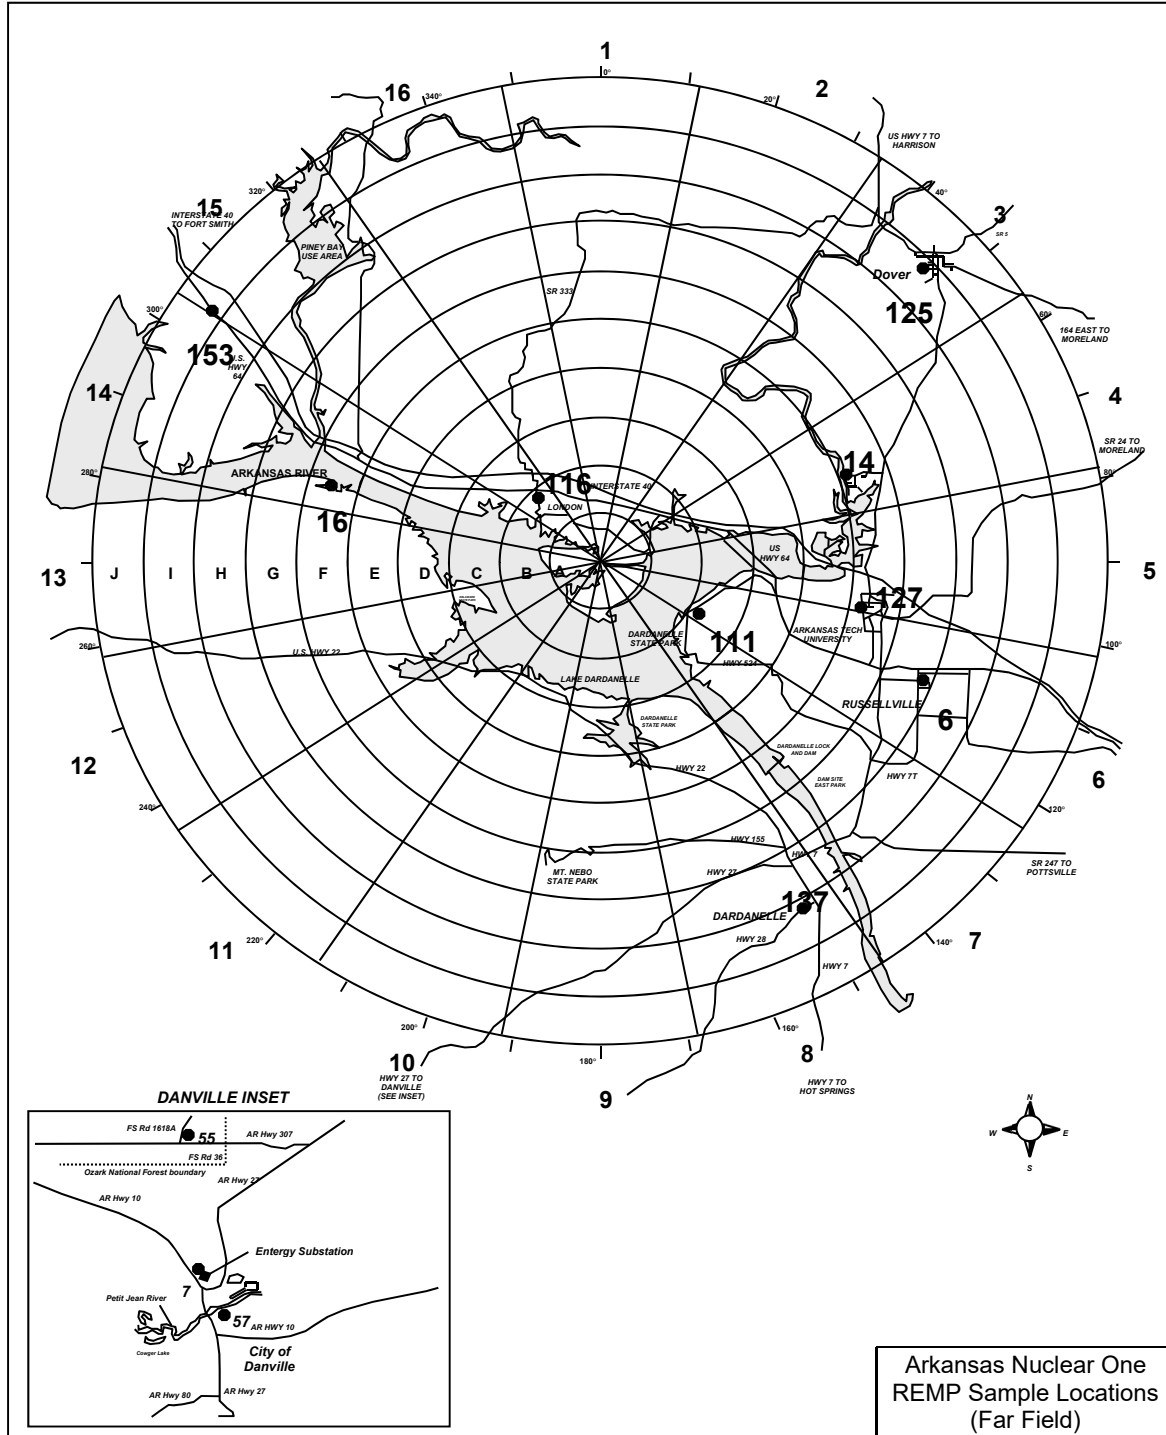 1
0°
16
340°
20°
2
US HWY 7 TO
HARRISON
320°
40°
15
INTERSTATE 40
TO FORT SMITH
3
SR 5
PINEY BAY
USE AREA
Dover
SR 333
300°
125
60°
164 EAST TO
MORELAND
153
U.S.
HWY
64
14
4
SR 24 TO
MORELAND
280°
ARKANSAS RIVER
14
80°
116
INTERSTATE 40
16
LONDON
US
HWY 64
13
J
I
H
G
F
E
D
C
B
A
5
127
DARDANELLE
STATE PARK
111
ARKANSAS TECH
UNIVERSITY
260°
U.S. HWY 22
HWY 524
100°
LAKE DARDANELLE
RUSSELLVILLE
6
DARDANELLE
STATE PARK
12
DARDANELLE LOCK
AND DAM
HWY 22
DAM SITE
EAST PARK
HWY 7T
6
240°
120°
HWY 155
HWY 7
SR 247 TO
POTTSVILLE
MT. NEBO
STATE PARK
HWY 27
137
DARDANELLE
11
220°
HWY 28
140°
7
HWY 7
200°
160°
180°
10
8
HWY 27 TO
DANVILLE
(SEE INSET)
9
HWY 7 TO
HOT SPRINGS
DANVILLE INSET
N
W
E
S
FS Rd 1618A
55
AR Hwy 307
FS Rd 36
Ozark National Forest boundary
AR Hwy 27
AR Hwy 10
Entergy Substation
7
Petit Jean River
57
AR HWY 10
Cowger Lake
City of
Danville
AR Hwy 80
AR Hwy 27
Arkansas Nuclear One
REMP Sample Locations
(Far Field)